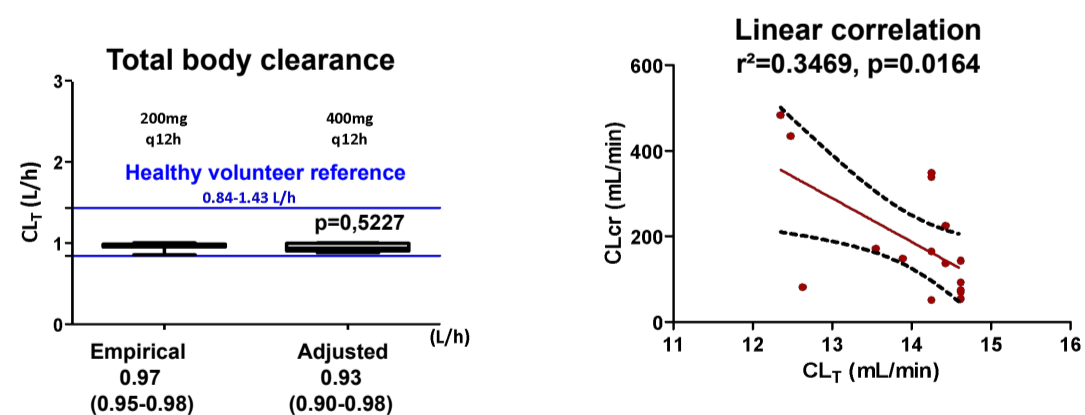 Total body clearance
3
2
1
0
CL_T (L/h)
200mg
q12h
400mg
q12h
Healthy volunteer reference
0.84-1.43 L/h
p=0,5227
(L/h)
Empirical
0.97
(0.95-0.98)
Adjusted
0.93
(0.90-0.98)
Linear correlation
r²=0.3469, p=0.0164
600
400
200
0
CLcr (mL/min)
11 12 13 14 15 16
CL_T (mL/min)